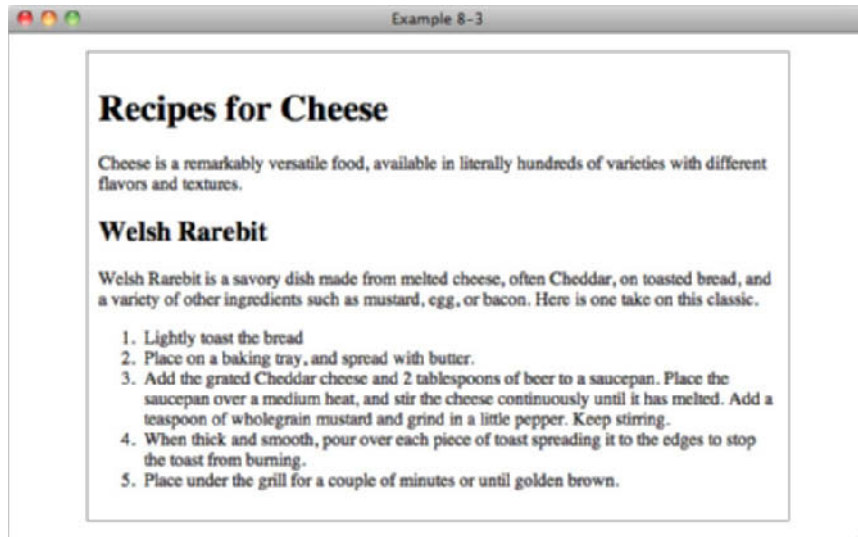 Example 8-3
Recipes for Cheese
Cheese is a remarkably versatile food, available in literally hundreds of varieties with different
flavors and textures.
Welsh Rarebit
Welsh Rarebit is a savory dish made from melted cheese, often Cheddar, on toasted bread, and
a variety of other ingredients such as mustard, egg, or bacon. Here is one take on this classic.
1. Lightly toast the bread
2. Place on a baking tray, and spread with butter.
3. Add the grated Cheddar cheese and 2 tablespoons of beer to a saucepan. Place the
saucepan over a medium heat, and stir the cheese continuously until it has melted. Add a
teaspoon of wholegrain mustard and grind in a little pepper. Keep stirring.
4. When thick and smooth, pour over each piece of toast spreading it to the edges to stop
the toast from burning.
5. Place under the grill for a couple of minutes or until golden brown.